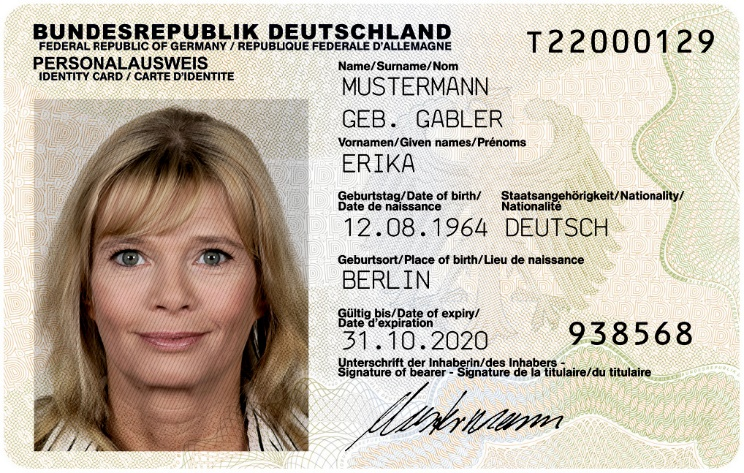 BUNDESREPUBLIK DEUTSCHLAND
FEDERAL REPUBLIC OF GERMANY / REPUBLIQUE FEDERALE D'ALLEMAGNE
PERSONALAUSWEIS
IDENTITY CARD / CARTE D'IDENTITE
T22000129
Name/Surname/Nom
MUSTERMANN
GEB. GABLER
Vornamen/Given names/Prénoms
ERIKA
Geburtstag/Date of birth/
Date de naissance
Staatsangehörigkeit/Nationality/
Nationalité
12.08.1964 DEUTSCH
Geburtsort/Place of birth/Lieu de naissance
BERLIN
Gültig bis/Date of expiry/
Date d'expiration
31.10.2020
938568
Unterschrift der Inhaberin/des Inhabers -
Signature of bearer - Signature de la titulaire/du titulaire
Mustermann